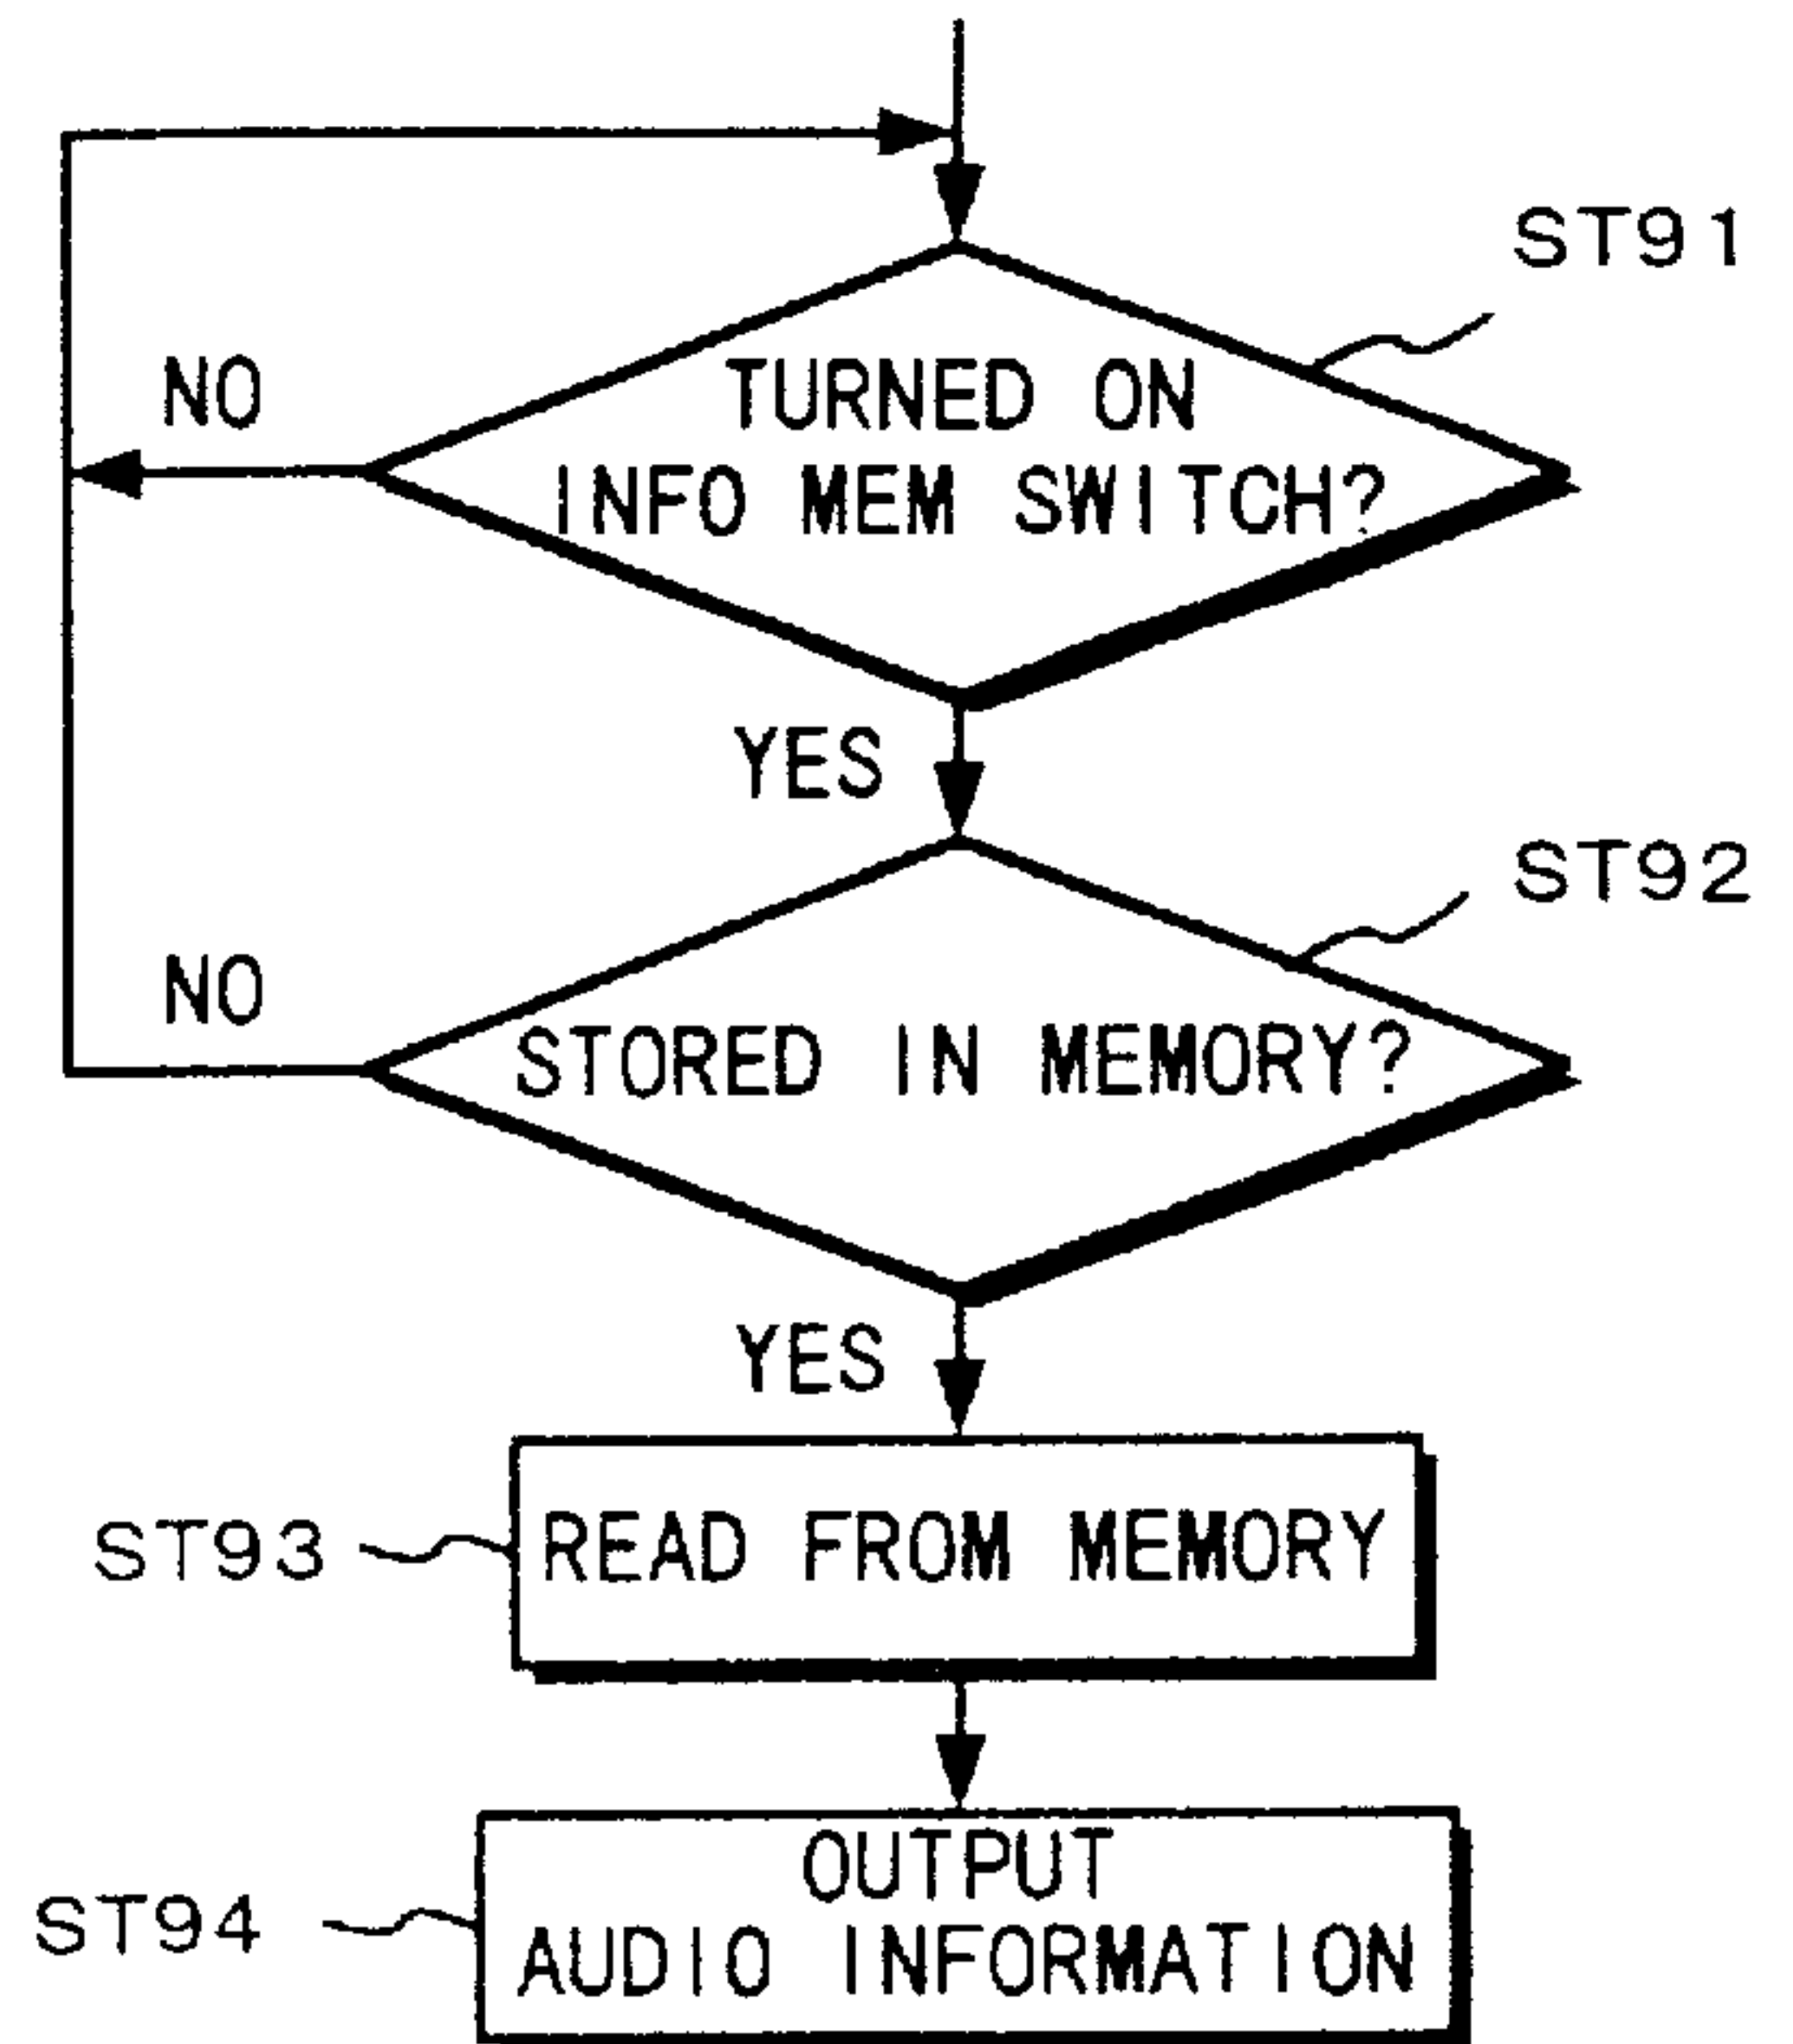 ST91
NO
TURNED ON
INFO MEM SWITCH?
YES
ST92
NO
STORED IN MEMORY?
YES
ST93
READ FROM MEMORY
OUTPUT
ST94
AUDIO INFORMATION